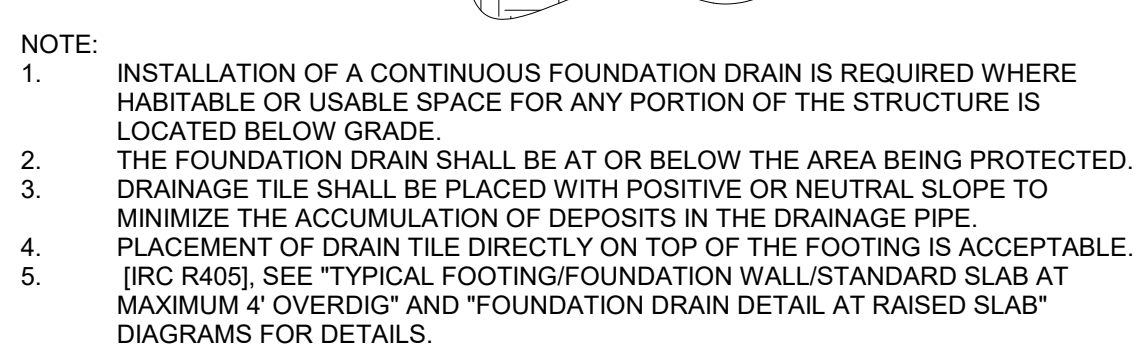 NOTE:
1. INSTALLATION OF A CONTINUOUS FOUNDATION DRAIN IS REQUIRED WHERE
HABITABLE OR USABLE SPACE FOR ANY PORTION OF THE STRUCTURE IS
LOCATED BELOW GRADE.
2. THE FOUNDATION DRAIN SHALL BE AT OR BELOW THE AREA BEING PROTECTED.
3. DRAINAGE TILE SHALL BE PLACED WITH POSITIVE OR NEUTRAL SLOPE TO
MINIMIZE THE ACCUMULATION OF DEPOSITS IN THE DRAINAGE PIPE.
4. PLACEMENT OF DRAIN TILE DIRECTLY ON TOP OF THE FOOTING IS ACCEPTABLE.
5. [IRC R405], SEE "TYPICAL FOOTING/FOUNDATION WALL/STANDARD SLAB AT
MAXIMUM 4' OVERDIG" AND "FOUNDATION DRAIN DETAIL AT RAISED SLAB"
DIAGRAMS FOR DETAILS.